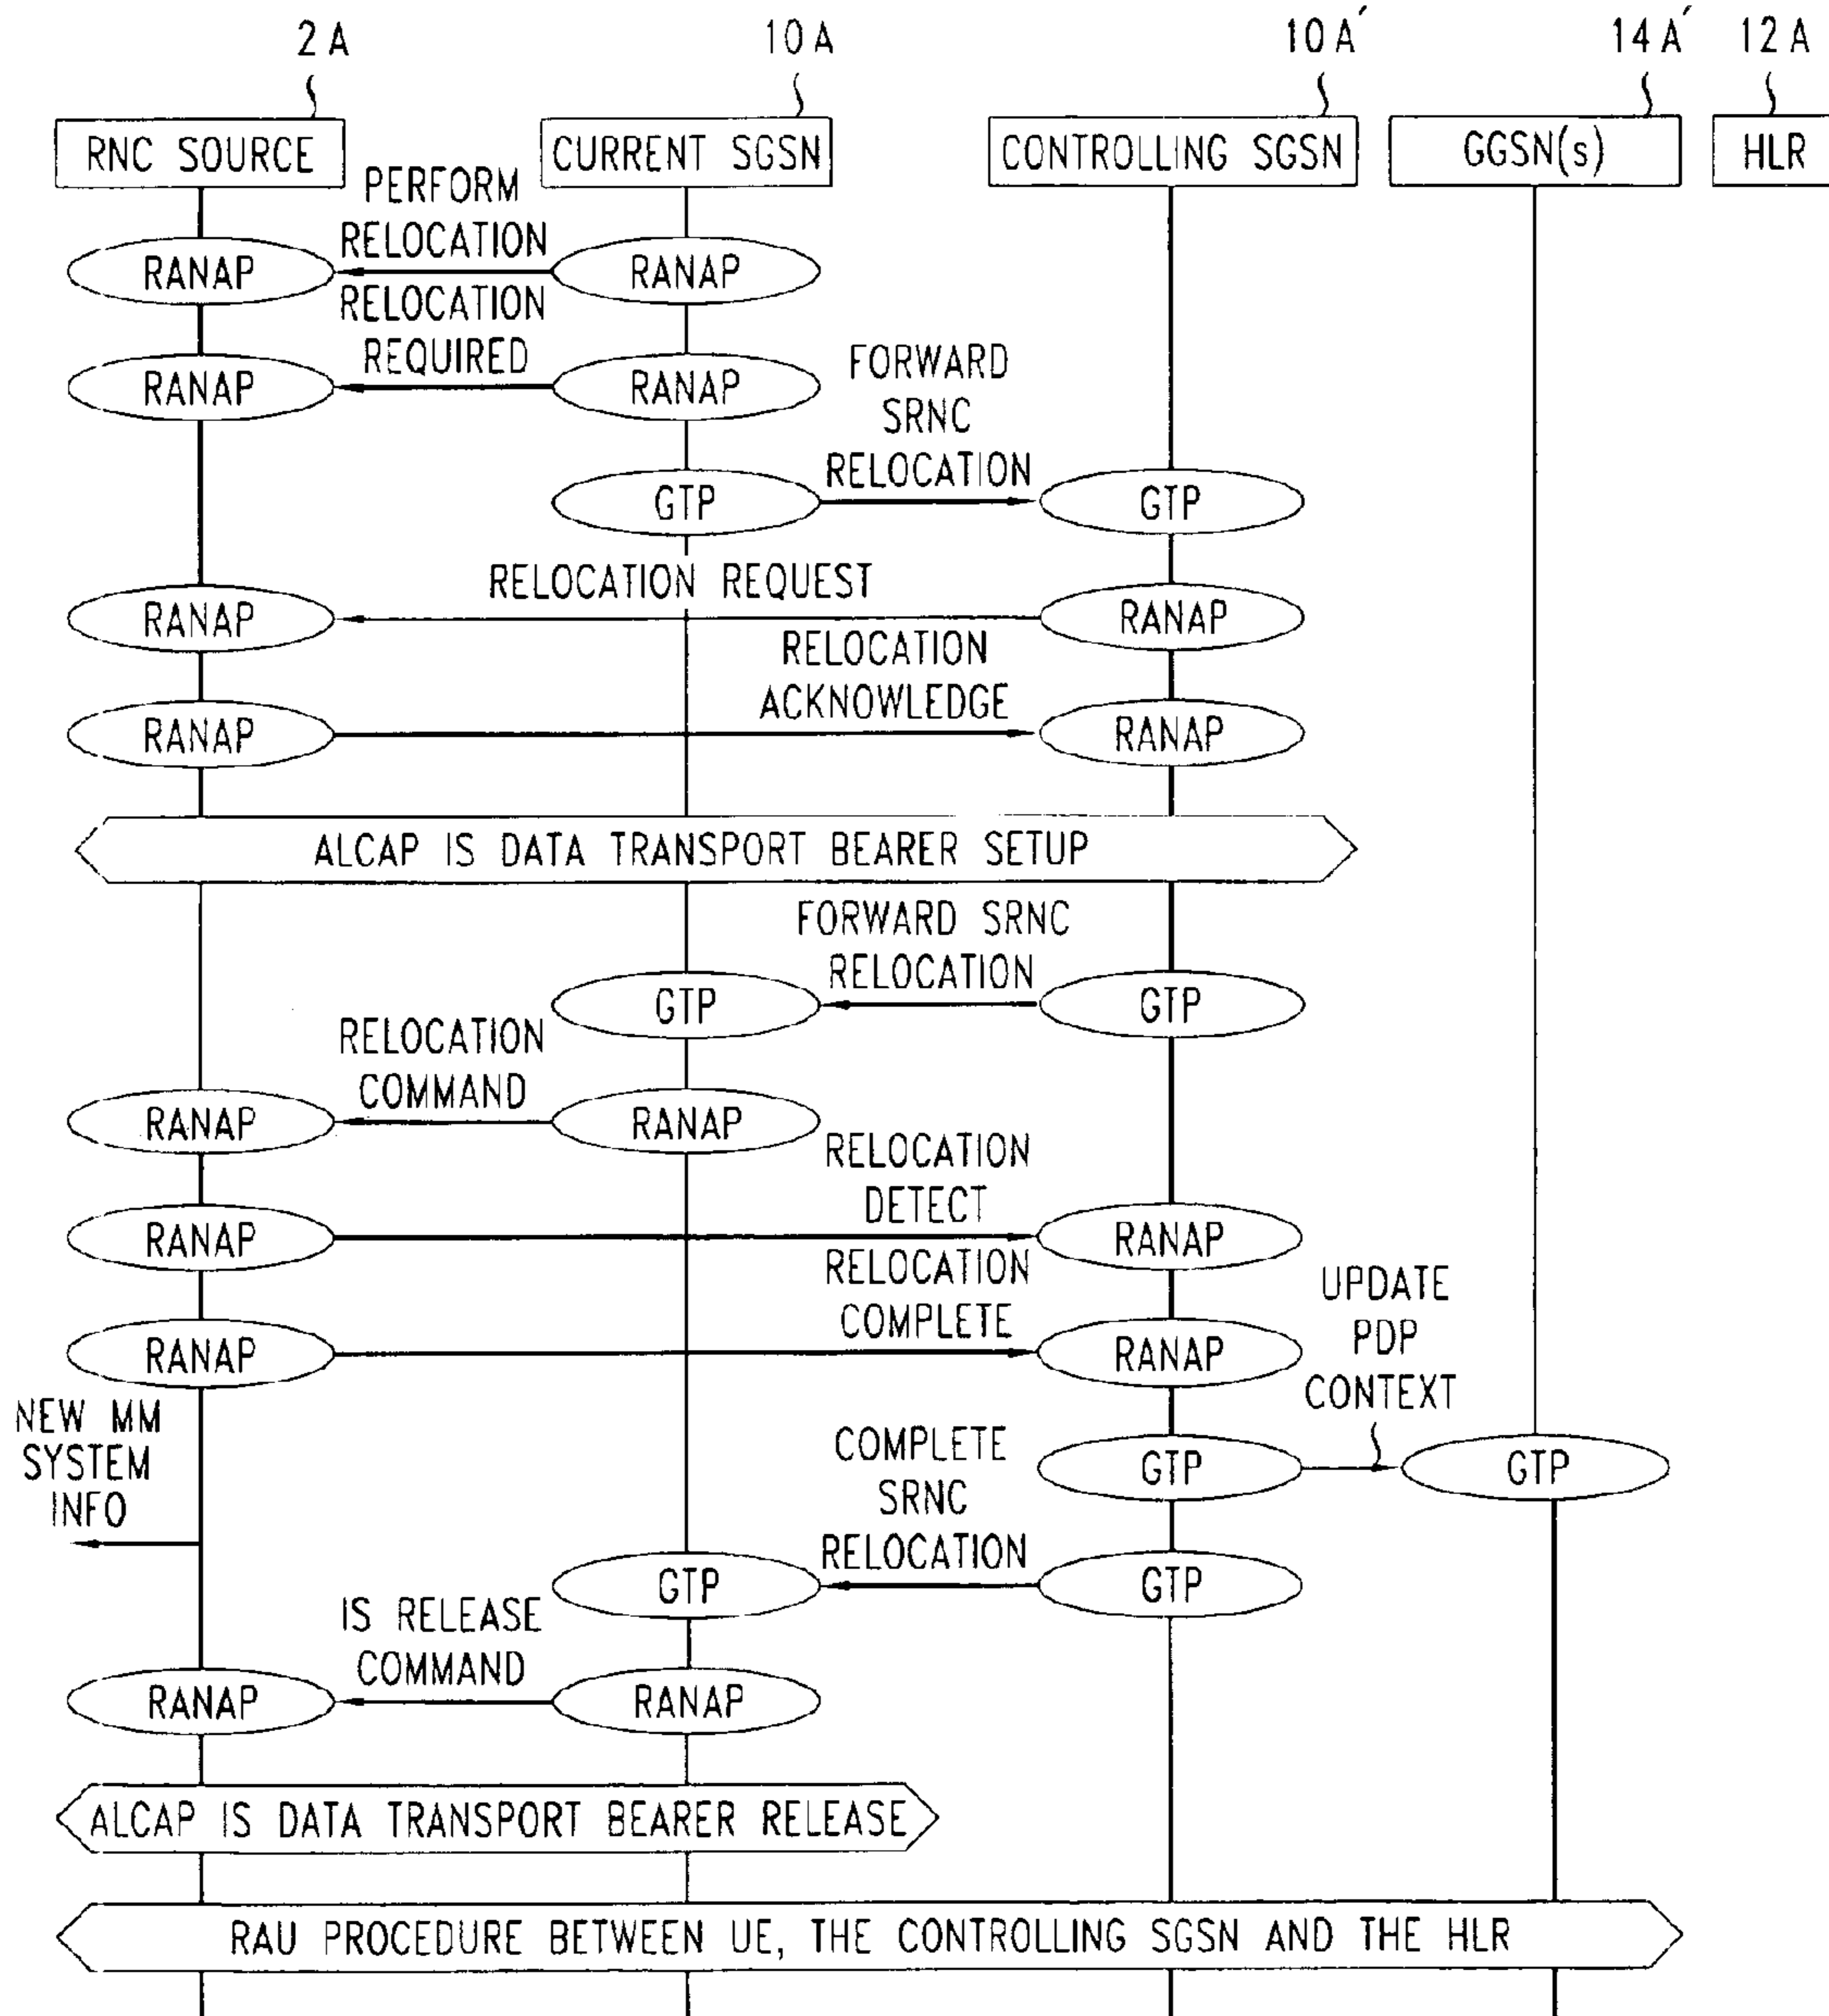 2A 10A 10A´ 14A´ 12A
RNC SOURCE CURRENT SGSN CONTROLLING SGSN GGSN(s) HLR
PERFORM
RELOCATION
RANAP RANAP
RELOCATION
REQUIRED
RANAP RANAP
FORWARD
SRNC
RELOCATION
GTP GTP
RELOCATION REQUEST
RANAP RANAP
RELOCATION
ACKNOWLEDGE
RANAP RANAP
ALCAP IS DATA TRANSPORT BEARER SETUP
FORWARD SRNC
RELOCATION
GTP GTP
RELOCATION
COMMAND
RANAP RANAP
RELOCATION
DETECT
RANAP RANAP
RELOCATION
COMPLETE
RANAP RANAP
UPDATE
PDP
CONTEXT
GTP GTP
NEW MM
SYSTEM
INFO
COMPLETE
SRNC
RELOCATION
GTP GTP
IS RELEASE
COMMAND
RANAP RANAP
ALCAP IS DATA TRANSPORT BEARER RELEASE
RAU PROCEDURE BETWEEN UE, THE CONTROLLING SGSN AND THE HLR